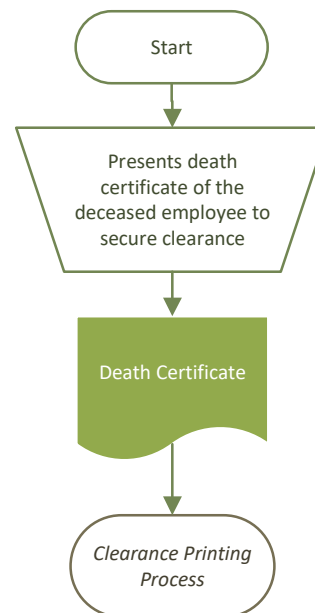 Start
Presents death
certificate of the
deceased employee to
secure clearance
Death Certificate
Clearance Printing
Process